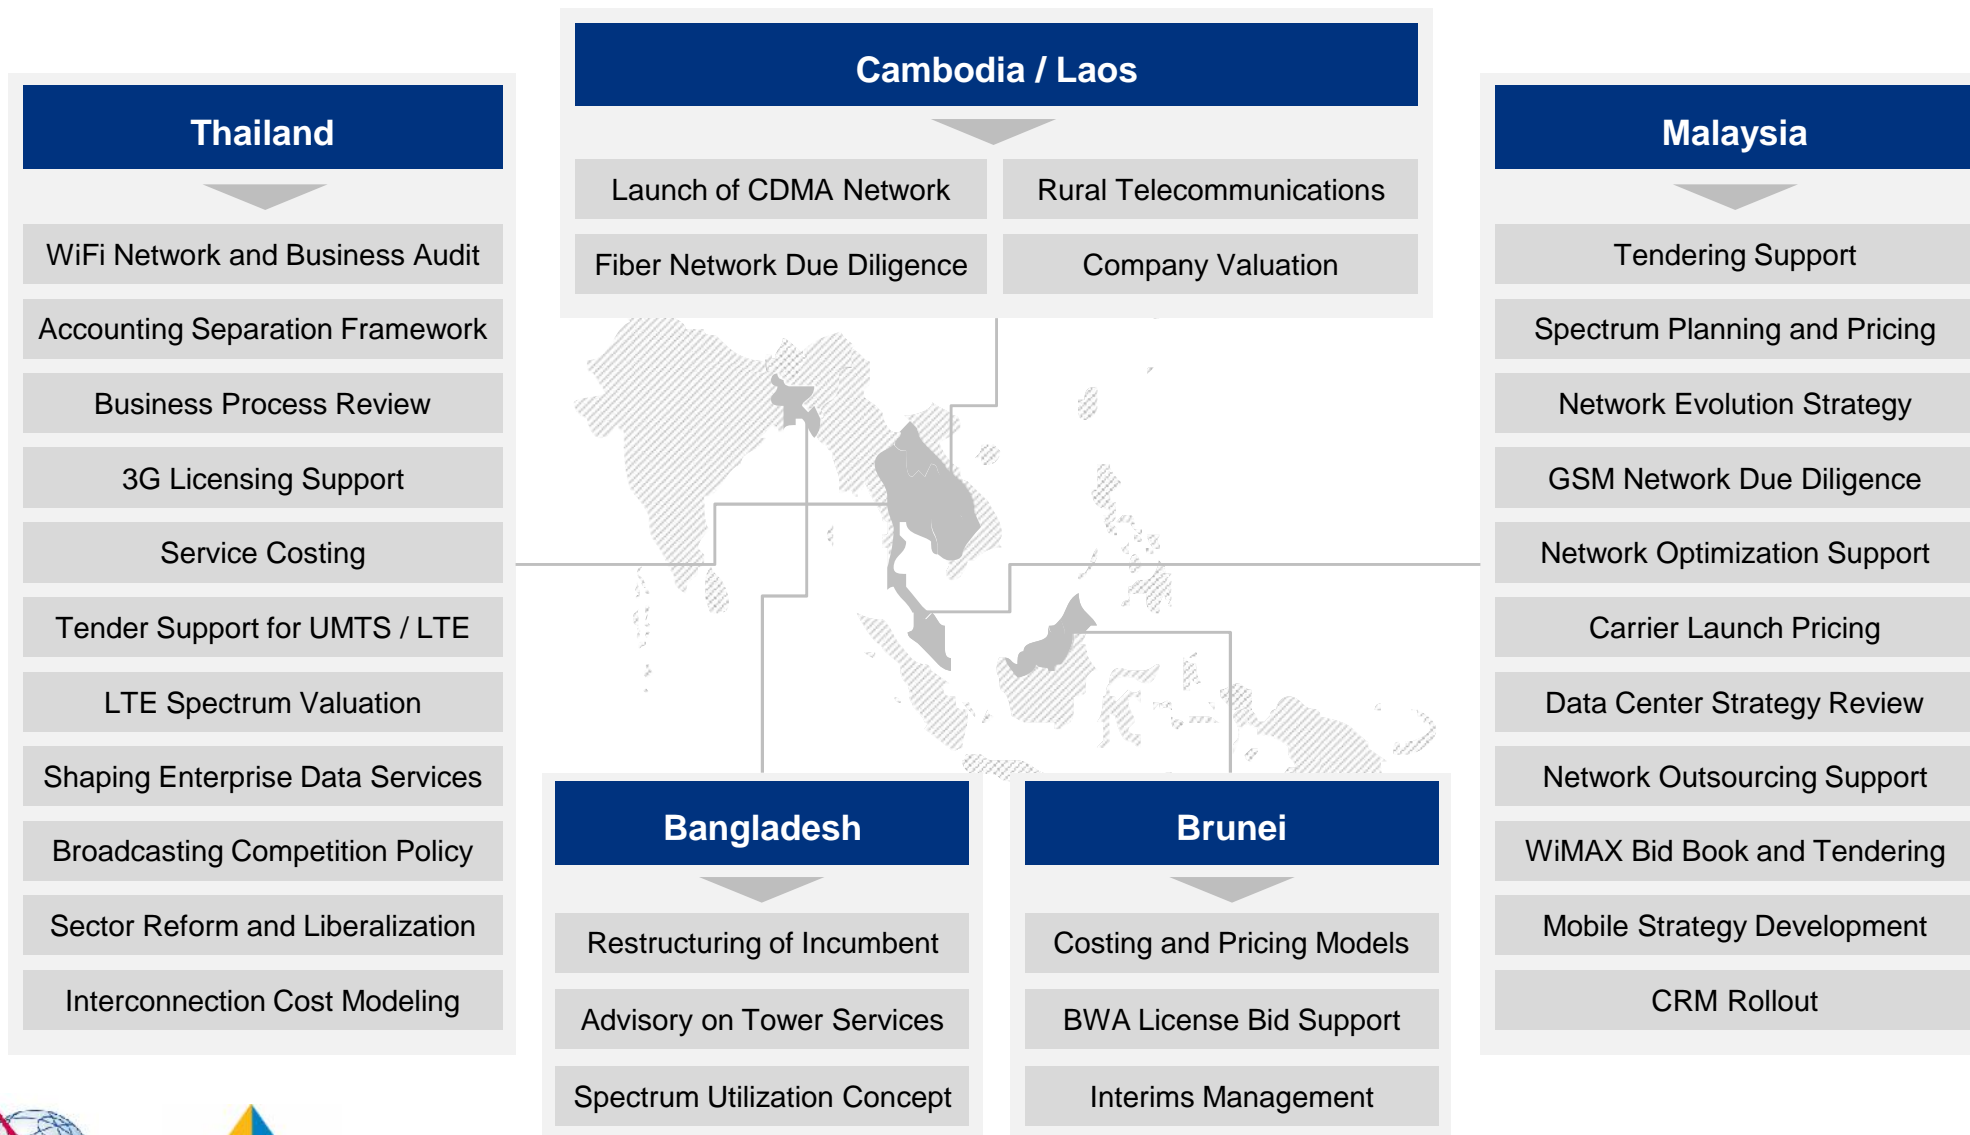 Cambodia / Laos
Launch of CDMA Network
Rural Telecommunications
Fiber Network Due Diligence
Company Valuation
Thailand
WiFi Network and Business Audit
Accounting Separation Framework
Business Process Review
3G Licensing Support
Service Costing
Tender Support for UMTS / LTE
LTE Spectrum Valuation
Shaping Enterprise Data Services
Broadcasting Competition Policy
Sector Reform and Liberalization
Interconnection Cost Modeling
Malaysia
Tendering Support
Spectrum Planning and Pricing
Network Evolution Strategy
GSM Network Due Diligence
Network Optimization Support
Carrier Launch Pricing
Data Center Strategy Review
Network Outsourcing Support
WiMAX Bid Book and Tendering
Mobile Strategy Development
CRM Rollout
Bangladesh
Restructuring of Incumbent
Advisory on Tower Services
Spectrum Utilization Concept
Brunei
Costing and Pricing Models
BWA License Bid Support
Interims Management